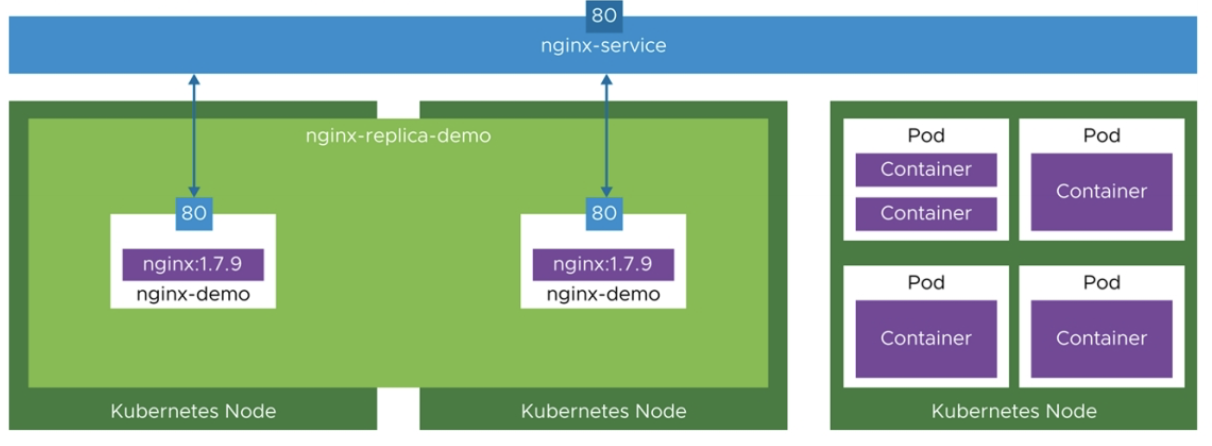 80
nginx-service
nginx-replica-demo
80
nginx:1.7.9
nginx-demo
80
nginx:1.7.9
nginx-demo
Pod
Container
Container
Pod
Container
Pod
Container
Pod
Container
Kubernetes Node
Kubernetes Node
Kubernetes Node